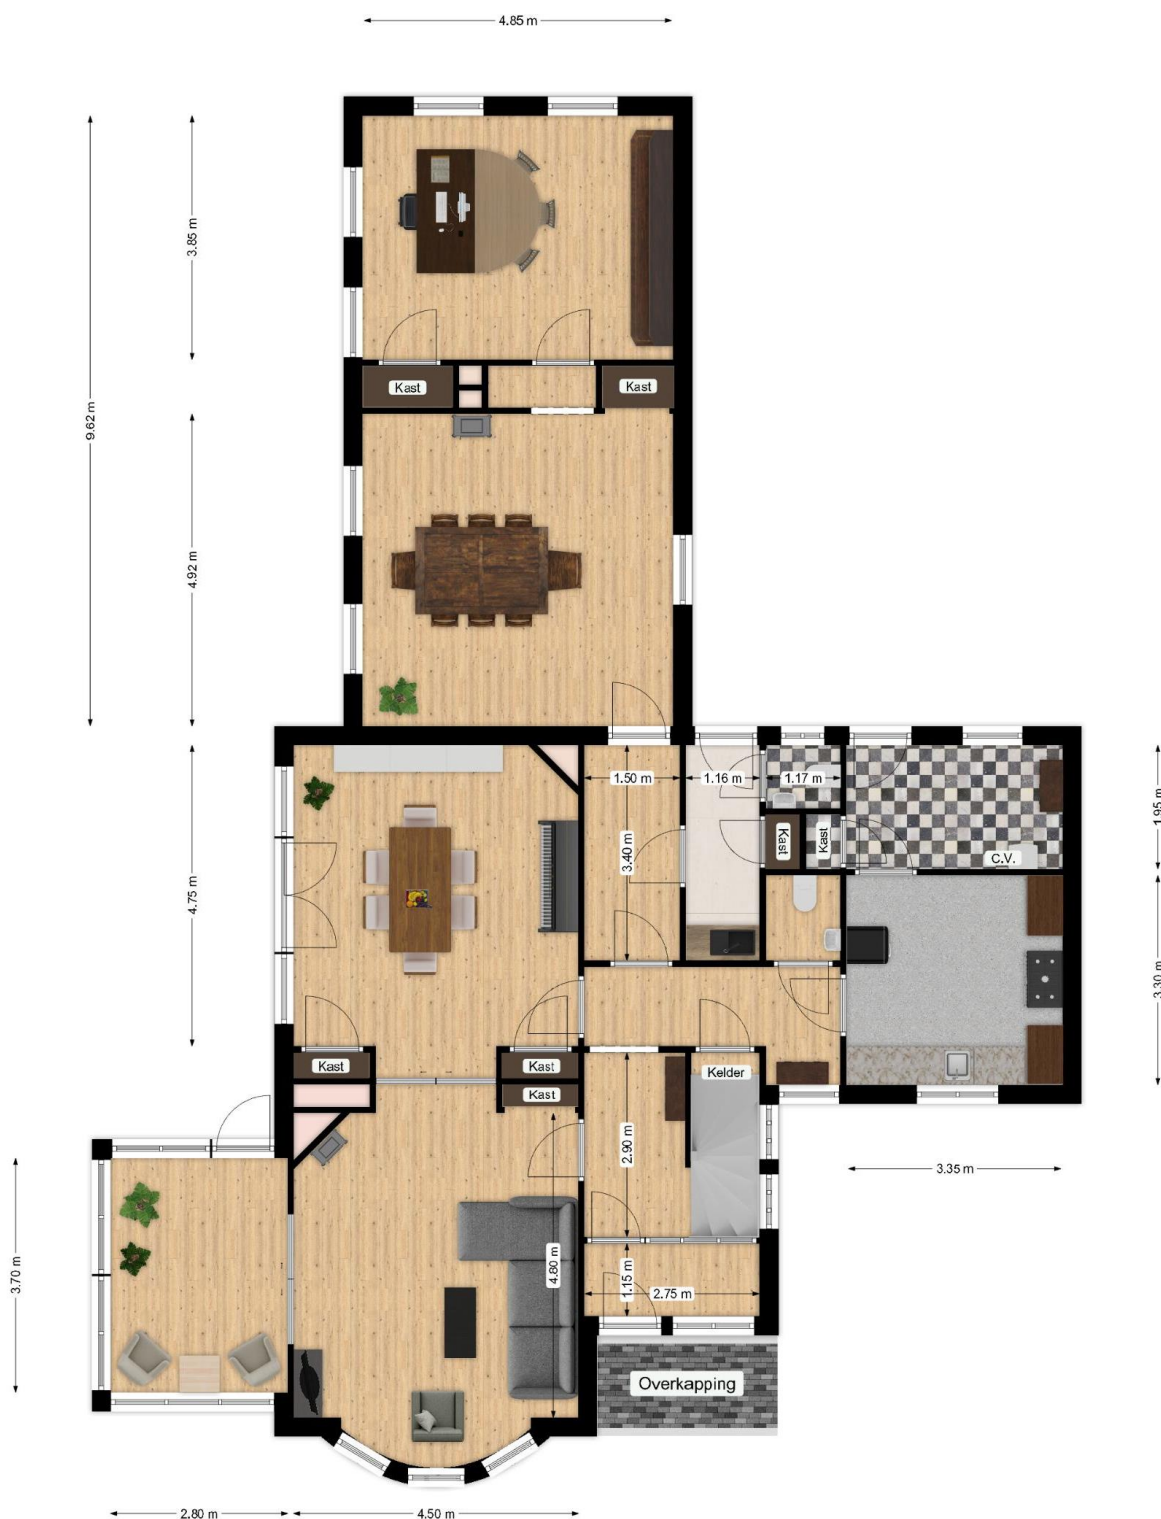 4.85 m
9.62 m
3.85 m
Kast
Kast
4.92 m
4.75 m
1.50 m
1.16 m
1.17 m
1.95 m
3.40 m
Kast
Kast
C.V.
3.30 m
Kast
Kast
Kast
Kelder
2.90 m
3.35 m
3.70 m
4.80 m
1.15 m
2.75 m
Overkapping
2.80 m
4.50 m